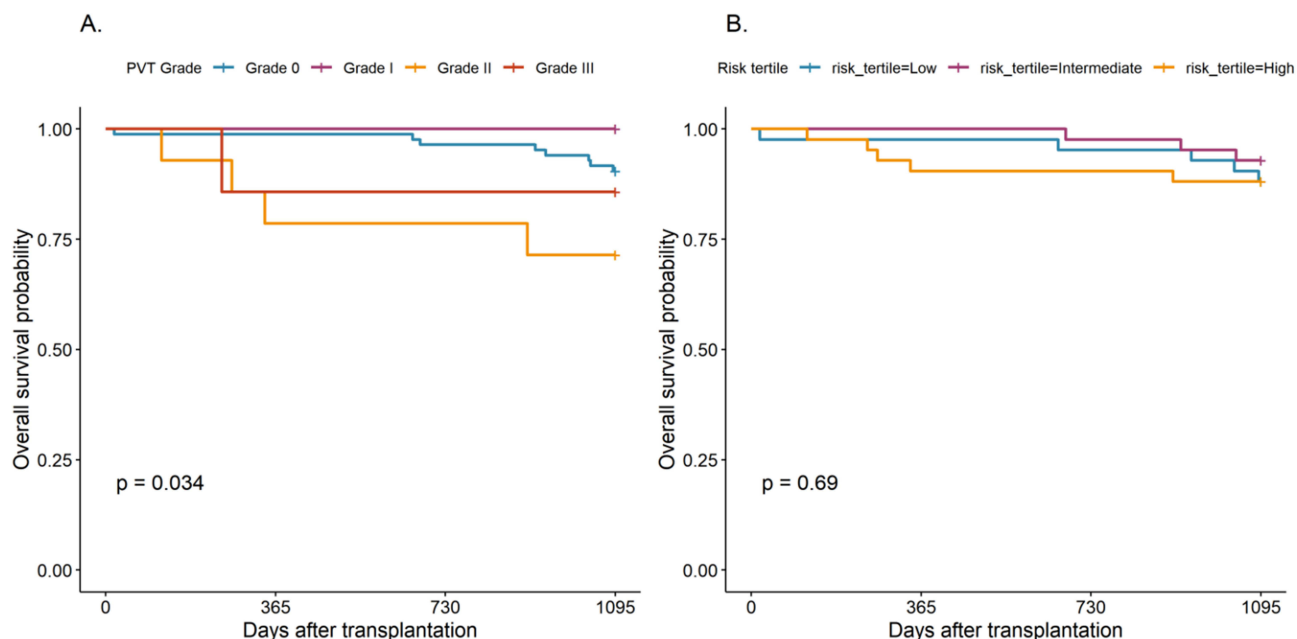 A.
PVT Grade Grade 0 Grade I Grade II Grade III
1.00
0.75
0.50
0.25
0.00
Overall survival probability
p = 0.034
0 365 730 1095
Days after transplantation
B.
Risk tertile risk_tertile=Low risk_tertile=Intermediate risk_tertile=High
1.00
0.75
0.50
0.25
0.00
Overall survival probability
p = 0.69
0 365 730 1095
Days after transplantation